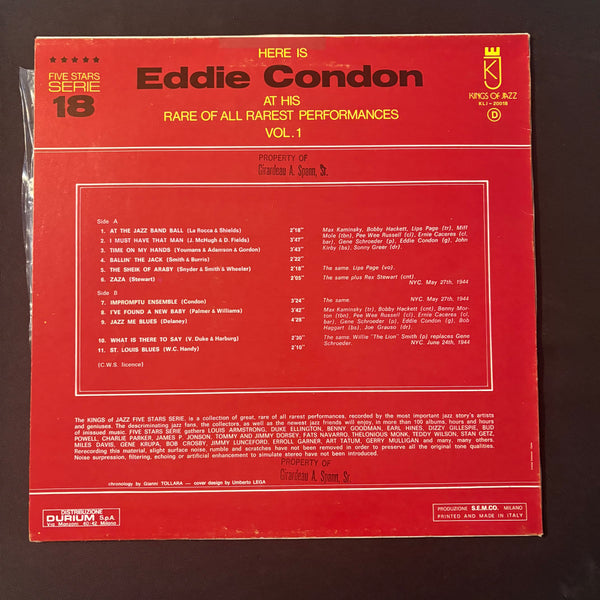 ★★★★★
FIVE STARS
SERIE
18
HERE IS
Eddie Condon
AT HIS
RARE OF ALL RAREST PERFORMANCES
VOL. 1
KJ
KINGS OF JAZZ
KLJ - 20018
D
PROPERTY OF
Girardeau A. Spann, Sr.
Side A
1. AT THE JAZZ BAND BALL (La Rocca & Shields) 2'18"
2. I MUST HAVE THAT MAN (J. McHugh & D. Fields) 3'47"
3. TIME ON MY HANDS (Youmans & Adamson & Gordon) 2'43"
4. BALLIN' THE JACK (Smith & Burris) 2'22"
Max Kaminsky, Bobby Hackett, Lips Page (tr), Miff
Mole (tbn), Pee Wee Russell (cl), Ernie Caceres (cl,
bar), Gene Schroeder (p), Eddie Condon (g), John
Kirby (bs), Sonny Greer (dr).
5. THE SHEIK OF ARABY (Snyder & Smith & Wheeler) 2'18" The same. Lips Page (vo).
6. ZAZA (Stewart) 2'05" The same plus Rex Stewart (cnt).
NYC. May 27th, 1944
Side B
7. IMPROMPTU ENSEMBLE (Condon) 3'24" The same. NYC. May 27th, 1944
8. I'VE FOUND A NEW BABY (Palmer & Williams) 3'42"
9. JAZZ ME BLUES (Delaney) 4'28"
Max Kaminsky (tr), Bobby Hackett (cnt), Benny Mor-
ton (tbn), Pee Wee Russell (cl), Ernie Caceres (cl,
bar), Gene Schroeder (p), Eddie Condon (g), Bob
Haggart (bs), Joe Grauso (dr).
10. WHAT IS THERE TO SAY (V. Duke & Harburg) 2'30" The same. Willie "The Lion" Smith (p) replaces Gene
Schroeder. NYC. June 24th, 1944
11. ST. LOUIS BLUES (W.C. Handy) 2'10"
(C.W.S. licence)
The KINGS of JAZZ FIVE STARS SERIE, is a collection of great, rare of all rarest performances, recorded by the most important jazz story's artists
and geniuses. The descriminating jazz fans, the collectors, as well as the newest jazz friends will enjoy, in more than 100 albums, hours and hours
of inissued music. FIVE STARS SERIE gathers LOUIS ARMSTRONG, DUKE ELLINGTON, BENNY GOODMAN, EARL HINES, DIZZY GILLESPIE, BUD
POWELL, CHARLIE PARKER, JAMES P. JONSON, TOMMY AND JIMMY DORSEY, FATS NAVARRO, THELONIOUS MONK, TEDDY WILSON, STAN GETZ,
MILES DAVIS, GENE KRUPA, BOB CROSBY, JIMMY LUNCEFORD, ERROLL GARNER, ART TATUM, GERRY MULLIGAN and many, many others.
Rerecording this material, slight surface noise, rumble and scratches have not been removed in order to preserve all the original tone qualities.
Noise surpression, filtering, echoing or artificial enhancement to simulate stereo have not been introduced.
PROPERTY OF
Girardeau A. Spann, Sr.
chronology by Gianni TOLLARA — cover design by Umberto LEGA
DISTRIBUZIONE
DURIUM S.p.A.
Via Manzoni 40-42 Milano
PRODUZIONE S.E.M.CO. MILANO
PRINTED AND MADE IN ITALY